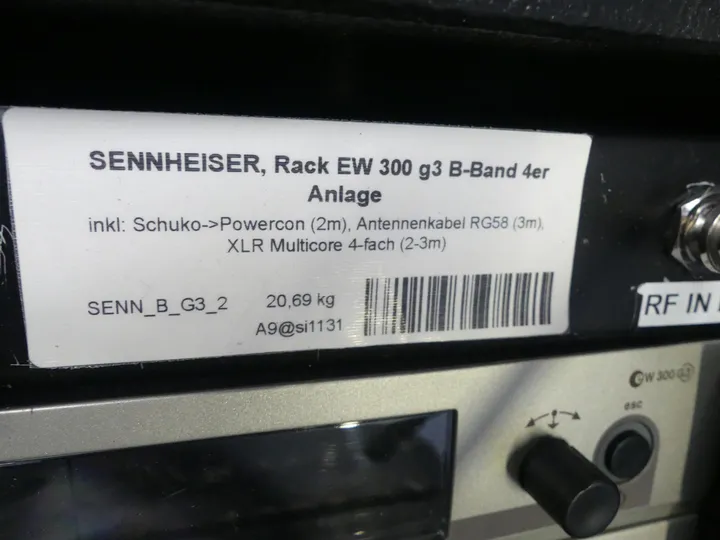 SENNHEISER, Rack EW 300 g3 B-Band 4er
Anlage
inkl: Schuko->Powercon (2m), Antennenkabel RG58 (3m),
XLR Multicore 4-fach (2-3m)
SENN_B_G3_2
20,69 kg
A9@si1131
RF IN
EW 300 G3
esc